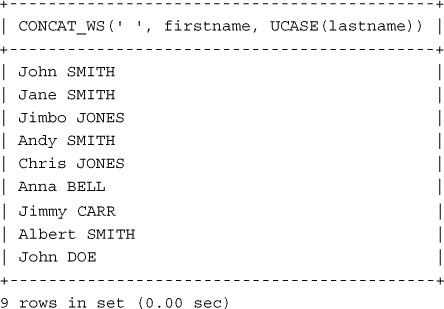 +--------------------------------------------+
| CONCAT_WS(' ', firstname, UCASE(lastname)) |
+--------------------------------------------+
| John SMITH                                 |
| Jane SMITH                                 |
| Jimbo JONES                                |
| Andy SMITH                                 |
| Chris JONES                                |
| Anna BELL                                  |
| Jimmy CARR                                 |
| Albert SMITH                               |
| John DOE                                   |
+--------------------------------------------+
9 rows in set (0.00 sec)